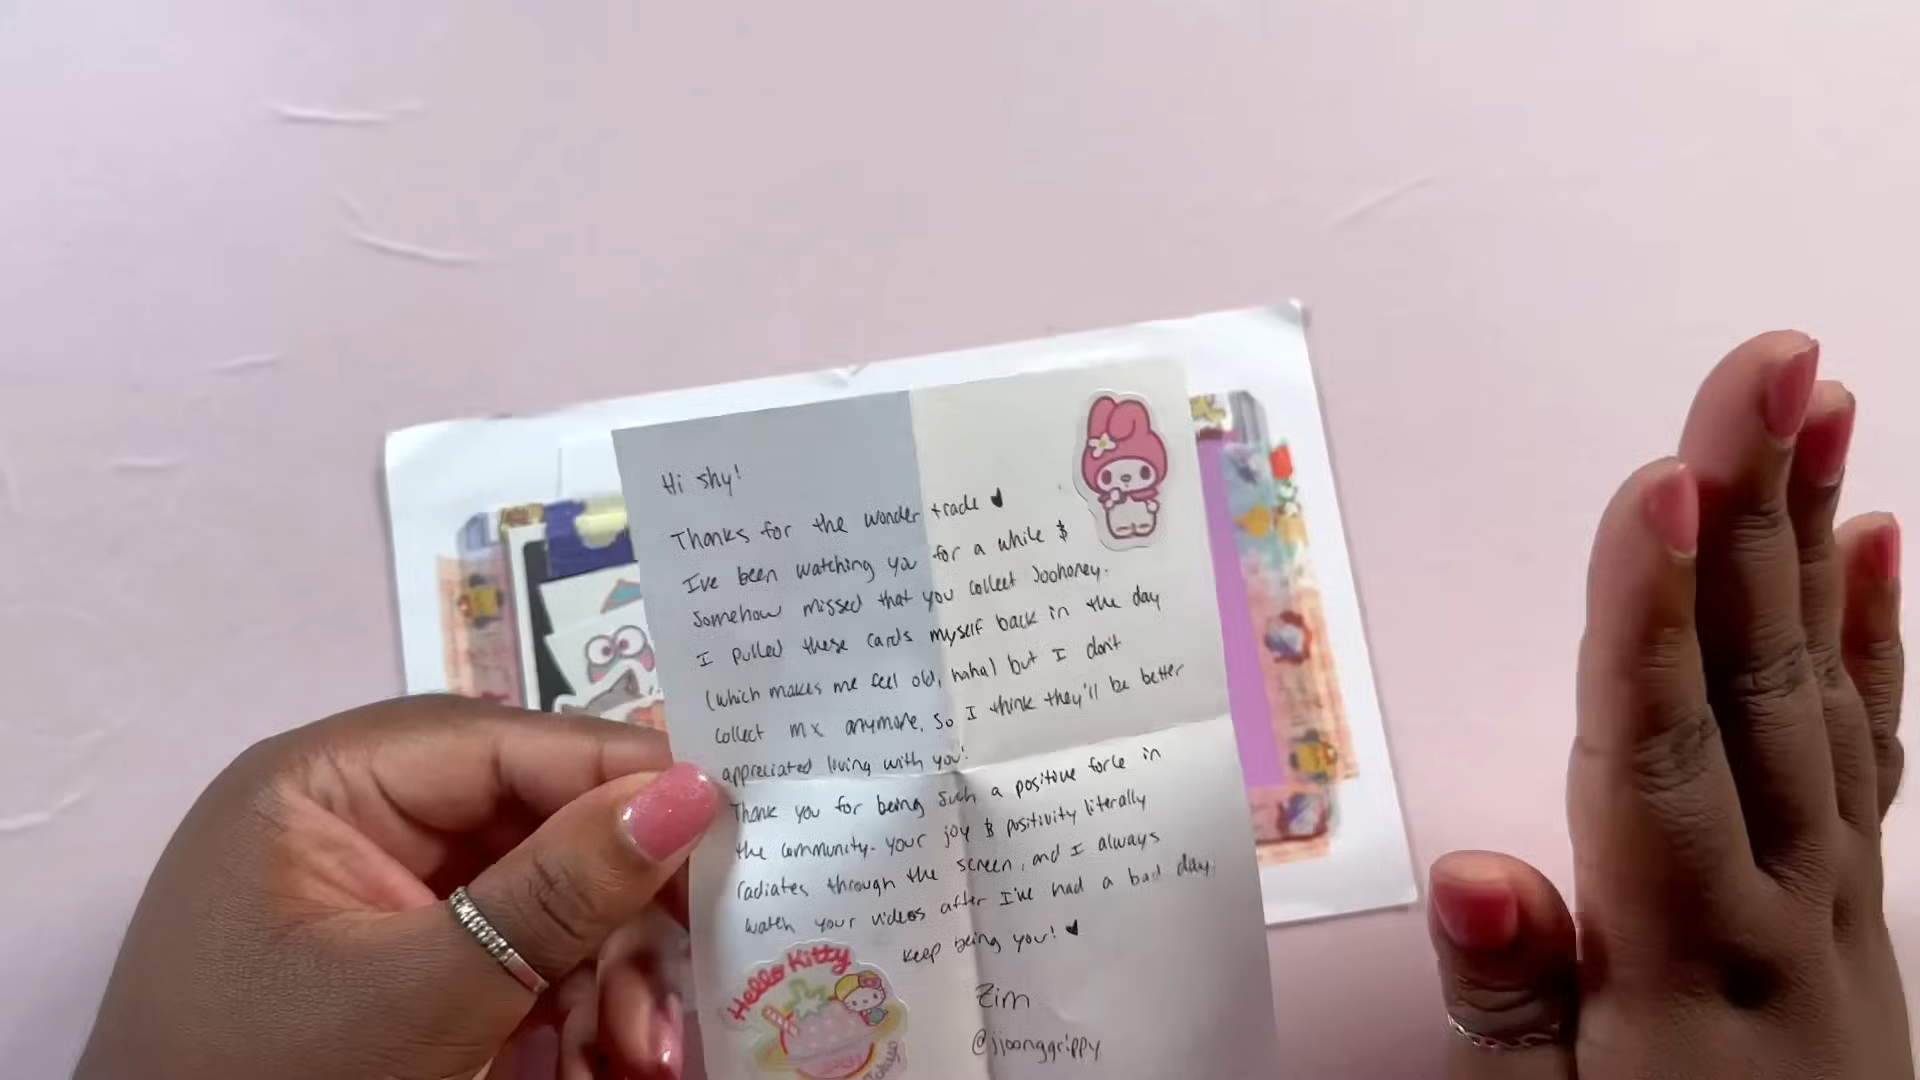 Hi shy!
Thanks for the wonder trade ♥
I've been watching you for a while &
somehow missed that you collect Joohoney.
I pulled these cards myself back in the day
(which makes me feel old, haha) but I don't
collect mx anymore, so I think they'll be better
appreciated living with you!
Thank you for being such a positive force in
the community. your joy & positivity literally
radiates through the screen, and I always
watch your videos after I've had a bad day.
keep being you! ♥
Zim
@jjoonggrippy
Hello Kitty
Tokyo